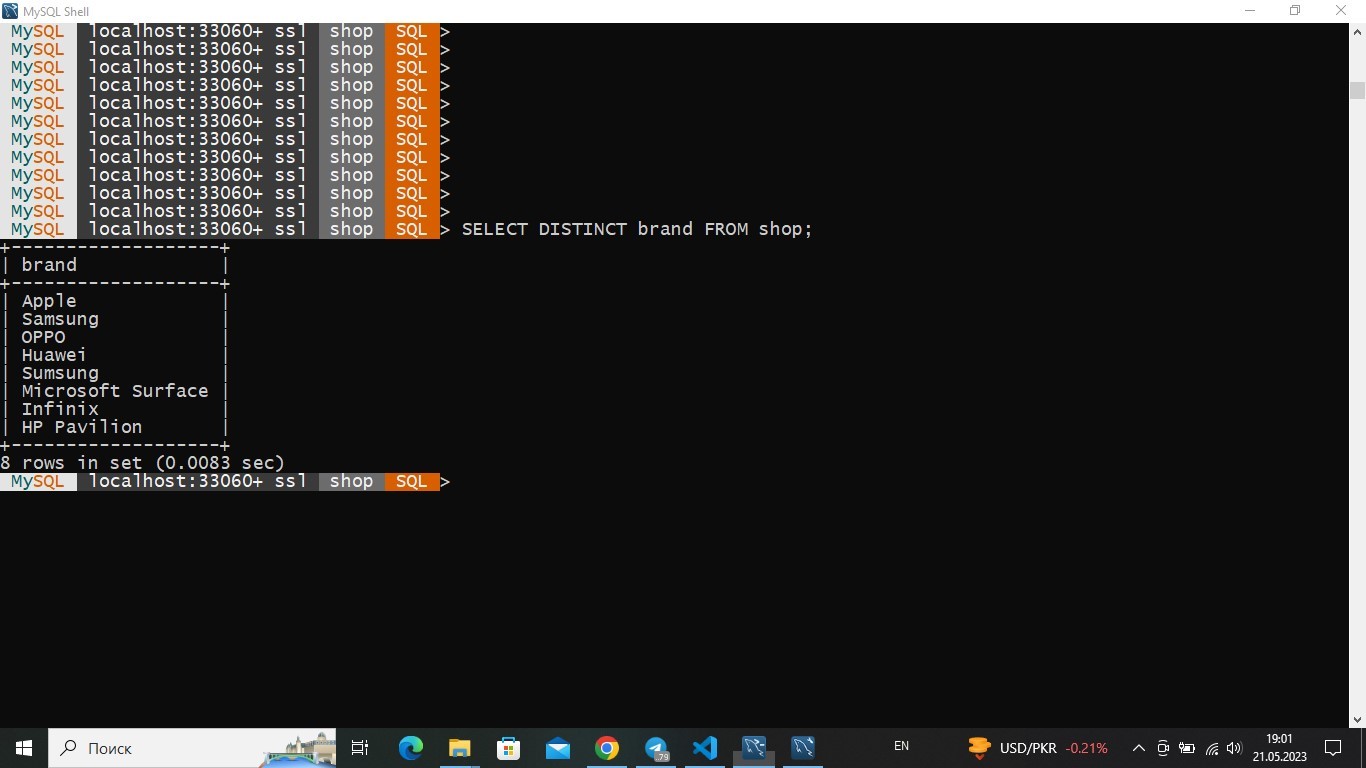 MySQL Shell
MySQL localhost:33060+ ssl shop SQL >
MySQL localhost:33060+ ssl shop SQL >
MySQL localhost:33060+ ssl shop SQL >
MySQL localhost:33060+ ssl shop SQL >
MySQL localhost:33060+ ssl shop SQL >
MySQL localhost:33060+ ssl shop SQL >
MySQL localhost:33060+ ssl shop SQL >
MySQL localhost:33060+ ssl shop SQL >
MySQL localhost:33060+ ssl shop SQL >
MySQL localhost:33060+ ssl shop SQL >
MySQL localhost:33060+ ssl shop SQL >
MySQL localhost:33060+ ssl shop SQL > SELECT DISTINCT brand FROM shop;
+-------------------+
| brand             |
+-------------------+
| Apple             |
| Samsung           |
| OPPO              |
| Huawei            |
| Sumsung           |
| Microsoft Surface |
| Infinix           |
| HP Pavilion       |
+-------------------+
8 rows in set (0.0083 sec)
MySQL localhost:33060+ ssl shop SQL >
Поиск
79
EN
USD/PKR -0.21%
19:01
21.05.2023